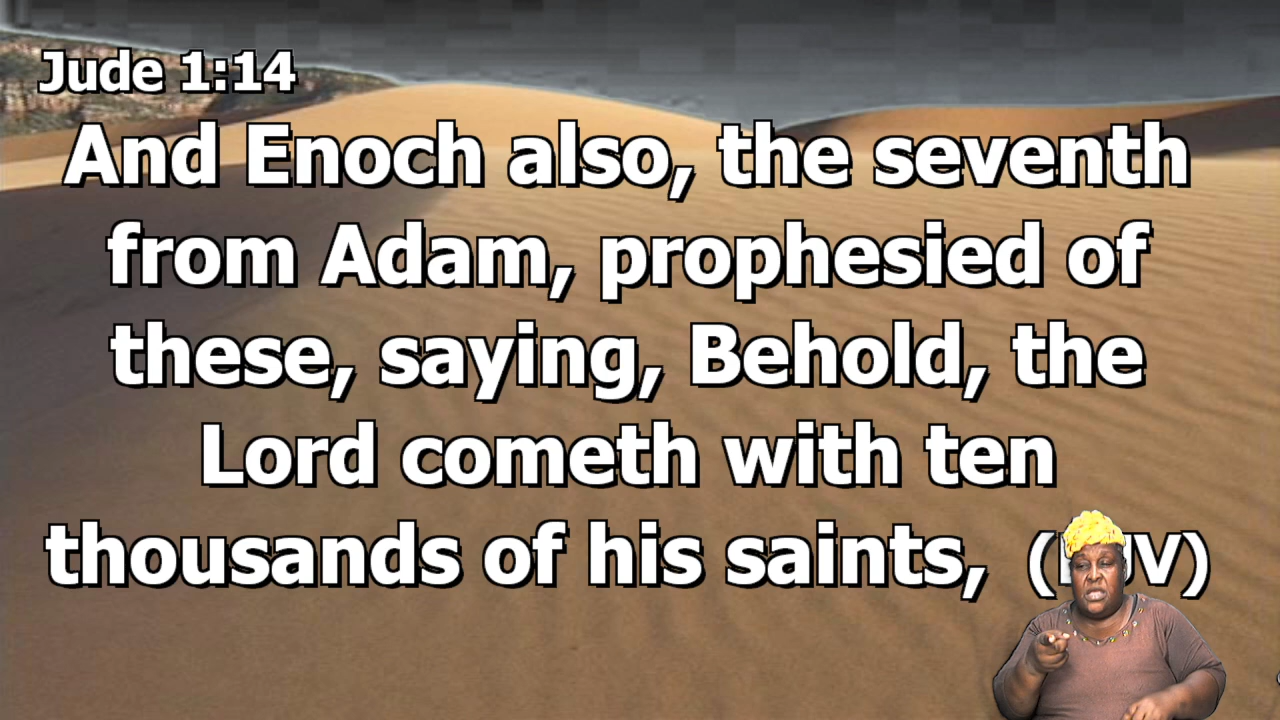 Jude 1:14
And Enoch also, the seventh
from Adam, prophesied of
these, saying, Behold, the
Lord cometh with ten
thousands of his saints,